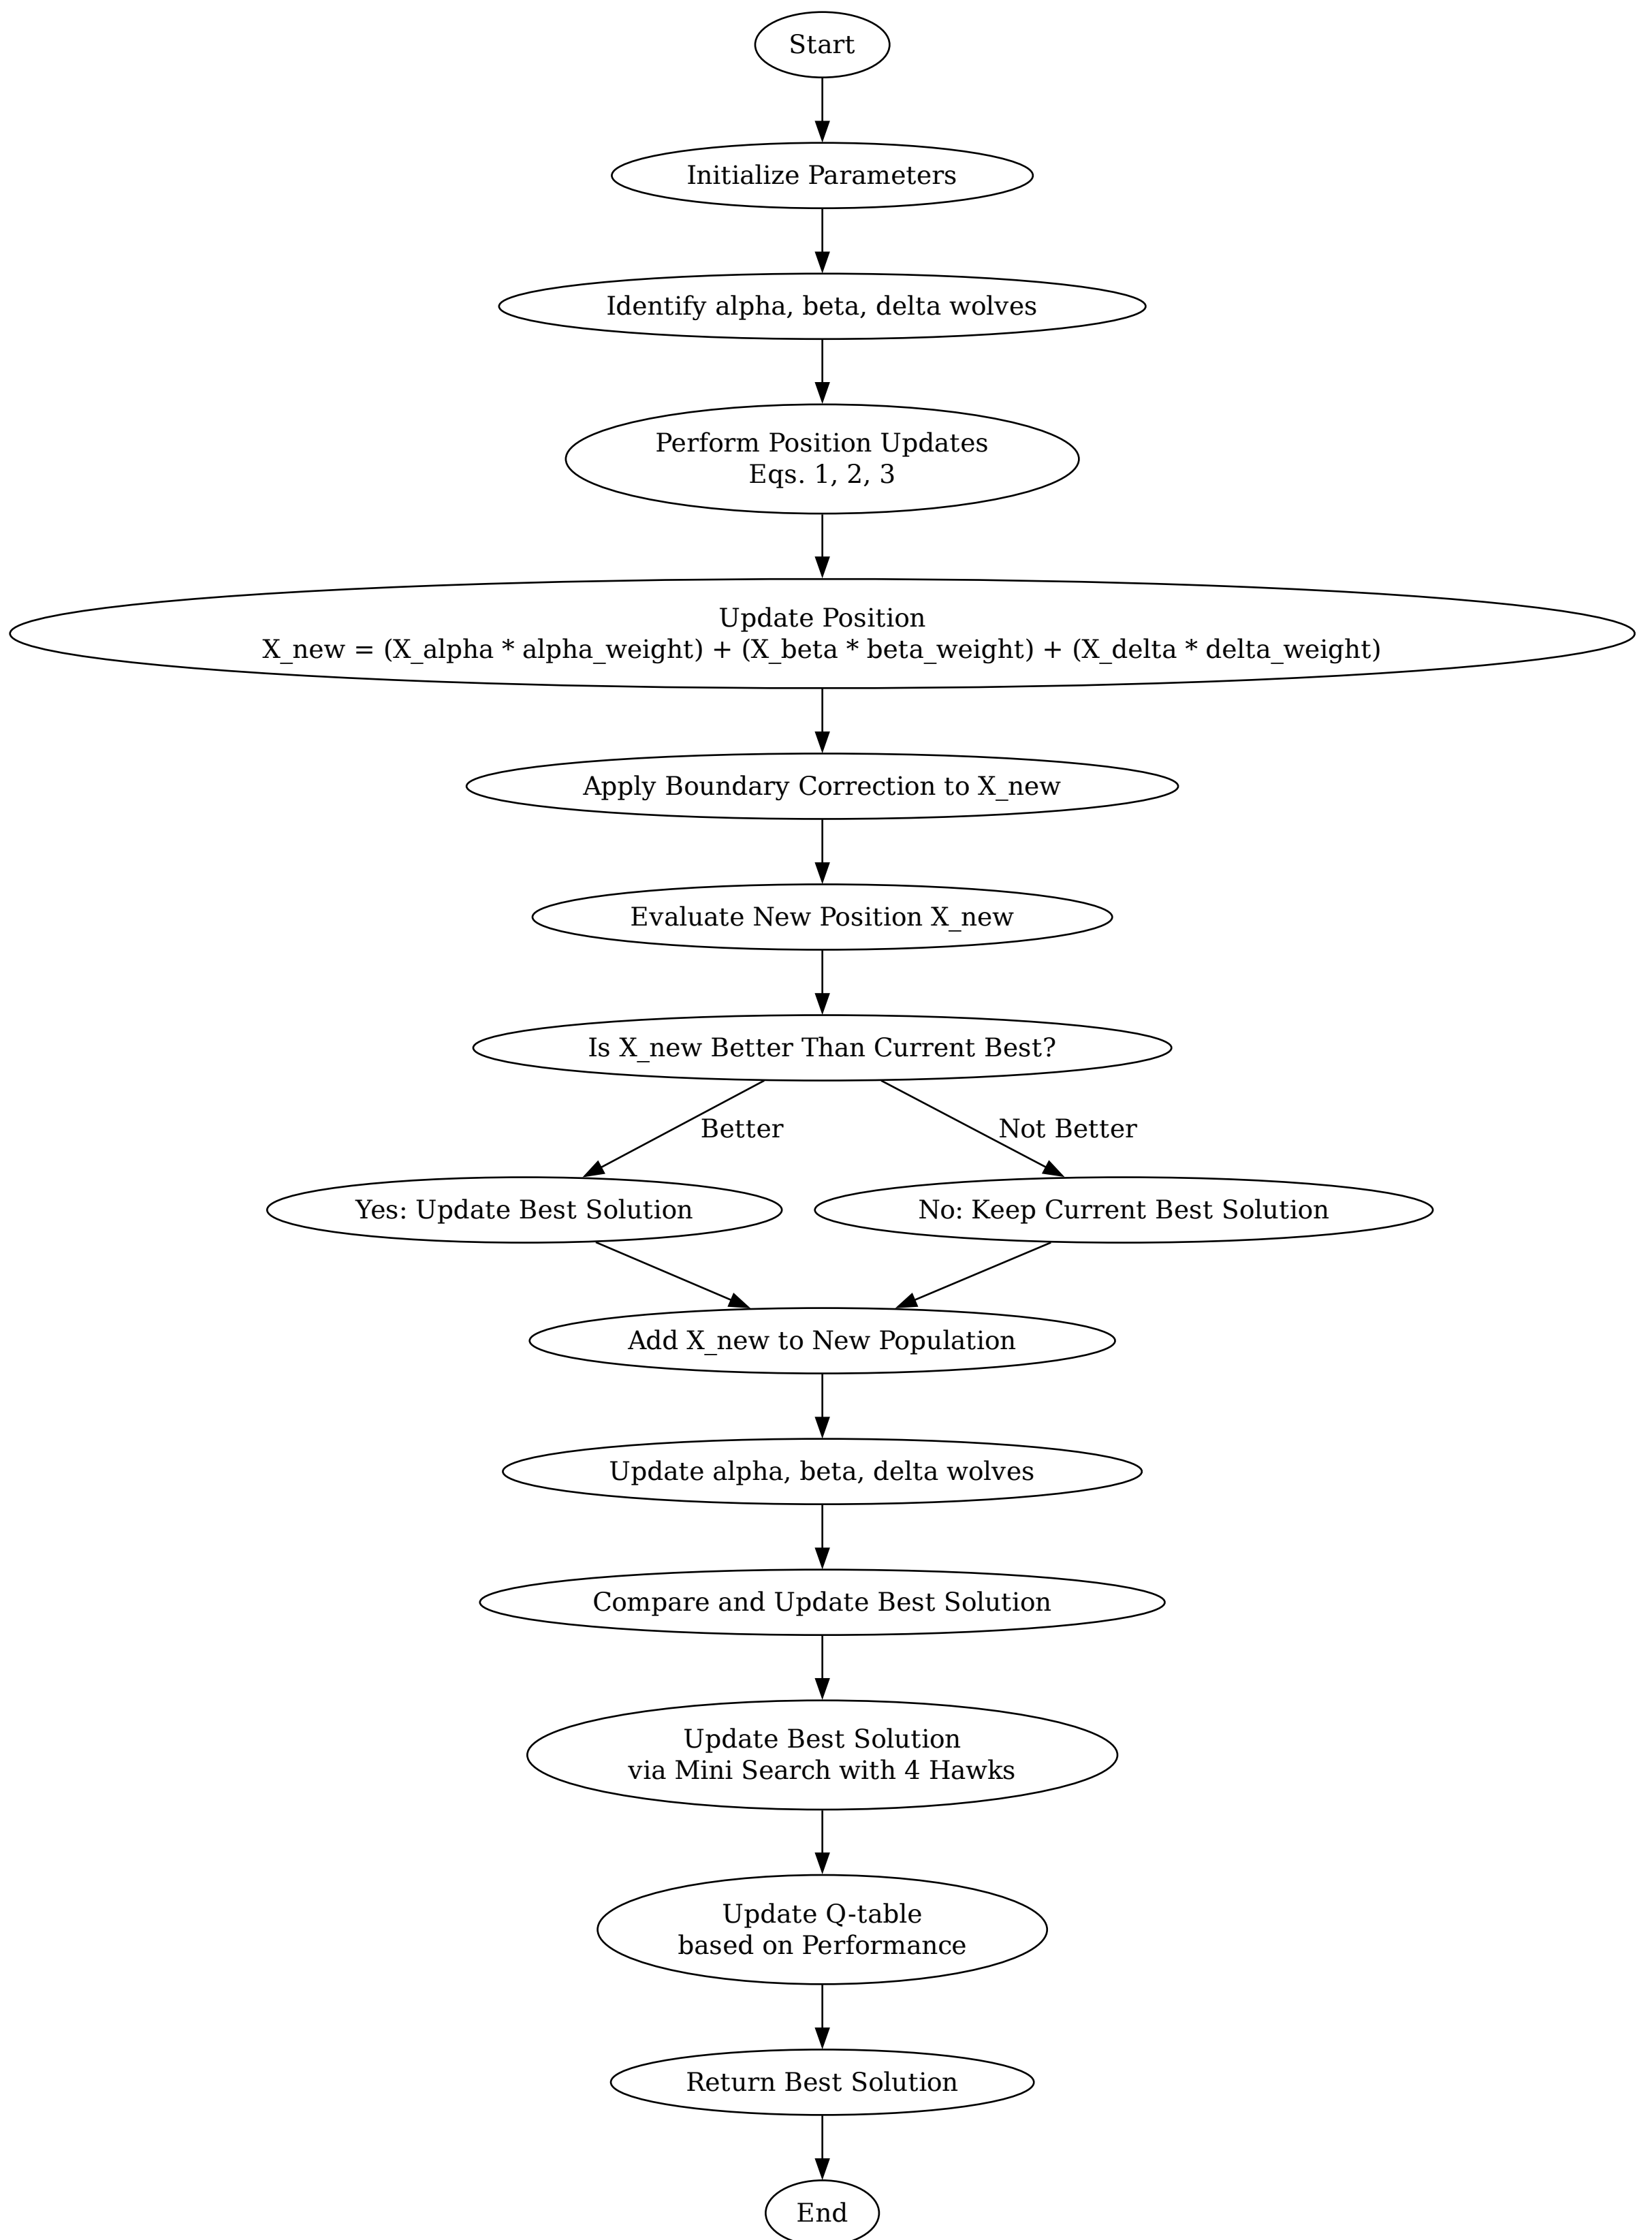 Start
Initialize Parameters
Identify alpha, beta, delta wolves
Perform Position Updates
Eqs. 1, 2, 3
Update Position
X_new = (X_alpha * alpha_weight) + (X_beta * beta_weight) + (X_delta * delta_weight)
Apply Boundary Correction to X_new
Evaluate New Position X_new
Is X_new Better Than Current Best?
Better
Not Better
Yes: Update Best Solution
No: Keep Current Best Solution
Add X_new to New Population
Update alpha, beta, delta wolves
Compare and Update Best Solution
Update Best Solution
via Mini Search with 4 Hawks
Update Q-table
based on Performance
Return Best Solution
End